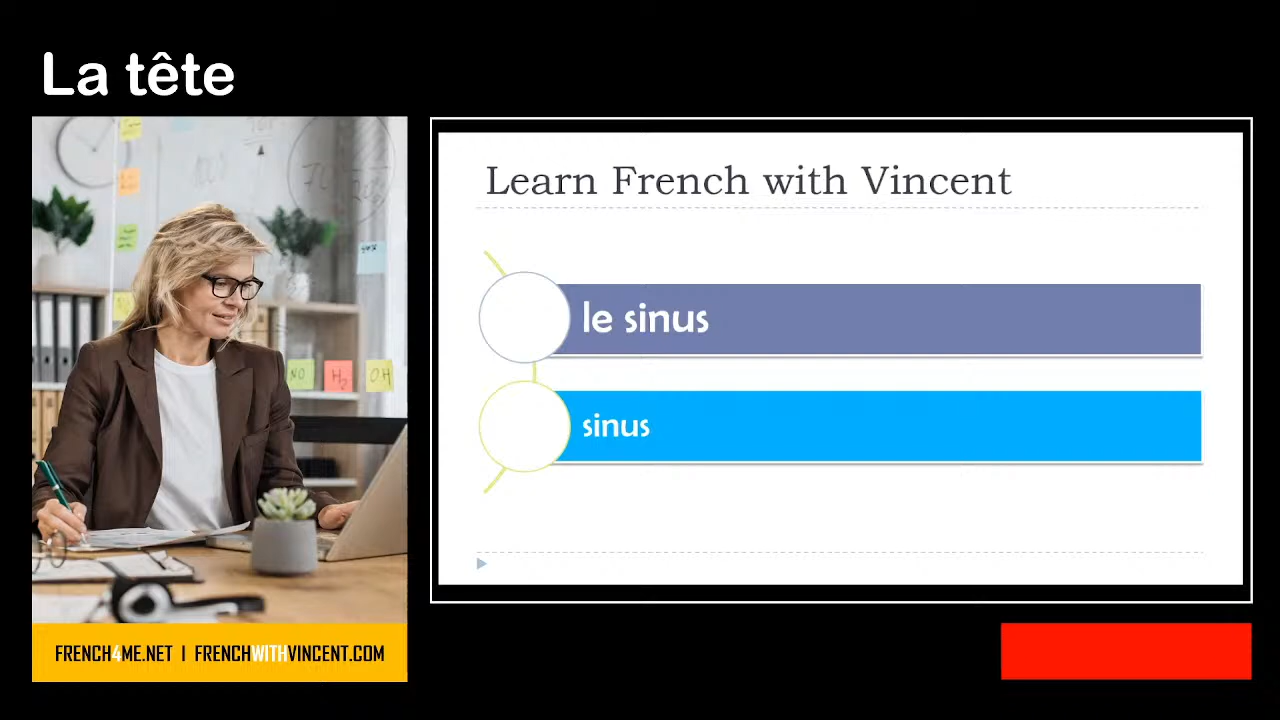 La tête
Learn French with Vincent
le sinus
sinus
NO
H₂
OH
FRENCH4ME.NET I FRENCHWITHVINCENT.COM